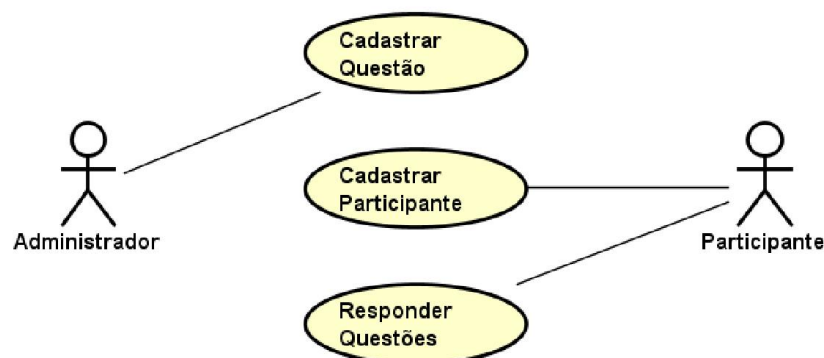 Cadastrar
Questão
Cadastrar
Participante
Administrador
Participante
Responder
Questões